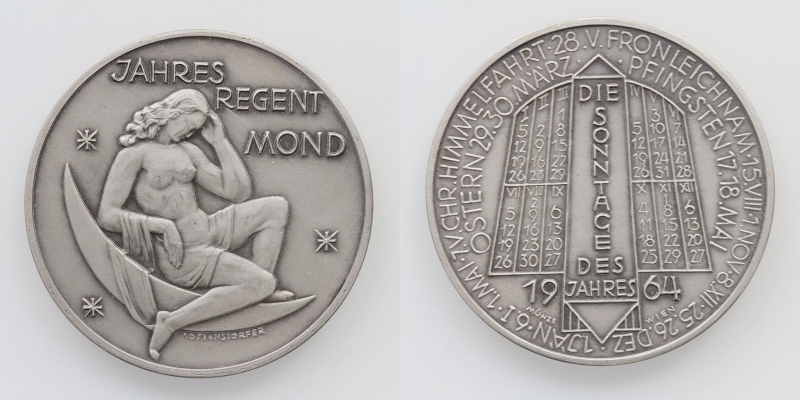 JAHRES
REGENT
MOND
1.JÄN·6.I·1.MAI·7.V.CHR.HIMMELFAHRT·28.V.FRONLEICHNAM·15.VIII·1.NOV·8.XII·25.26.DEZ
OSTERN 29.30.MÄRZ · PFINGSTEN 17.18.MAI
DIE SONNTAGE DES
I II III IV V VI
5 2 1 5 3 7
12 9 8 12 10 14
19 16 15 19 17 21
26 23 22 26 24 28
VII VIII IX X XI XII
5 2 6 4 1 6
12 9 13 11 8 13
19 16 20 18 15 20
26 23 27 25 22 27
30 29
19 JAHRES 64
MÜNZE WIEN